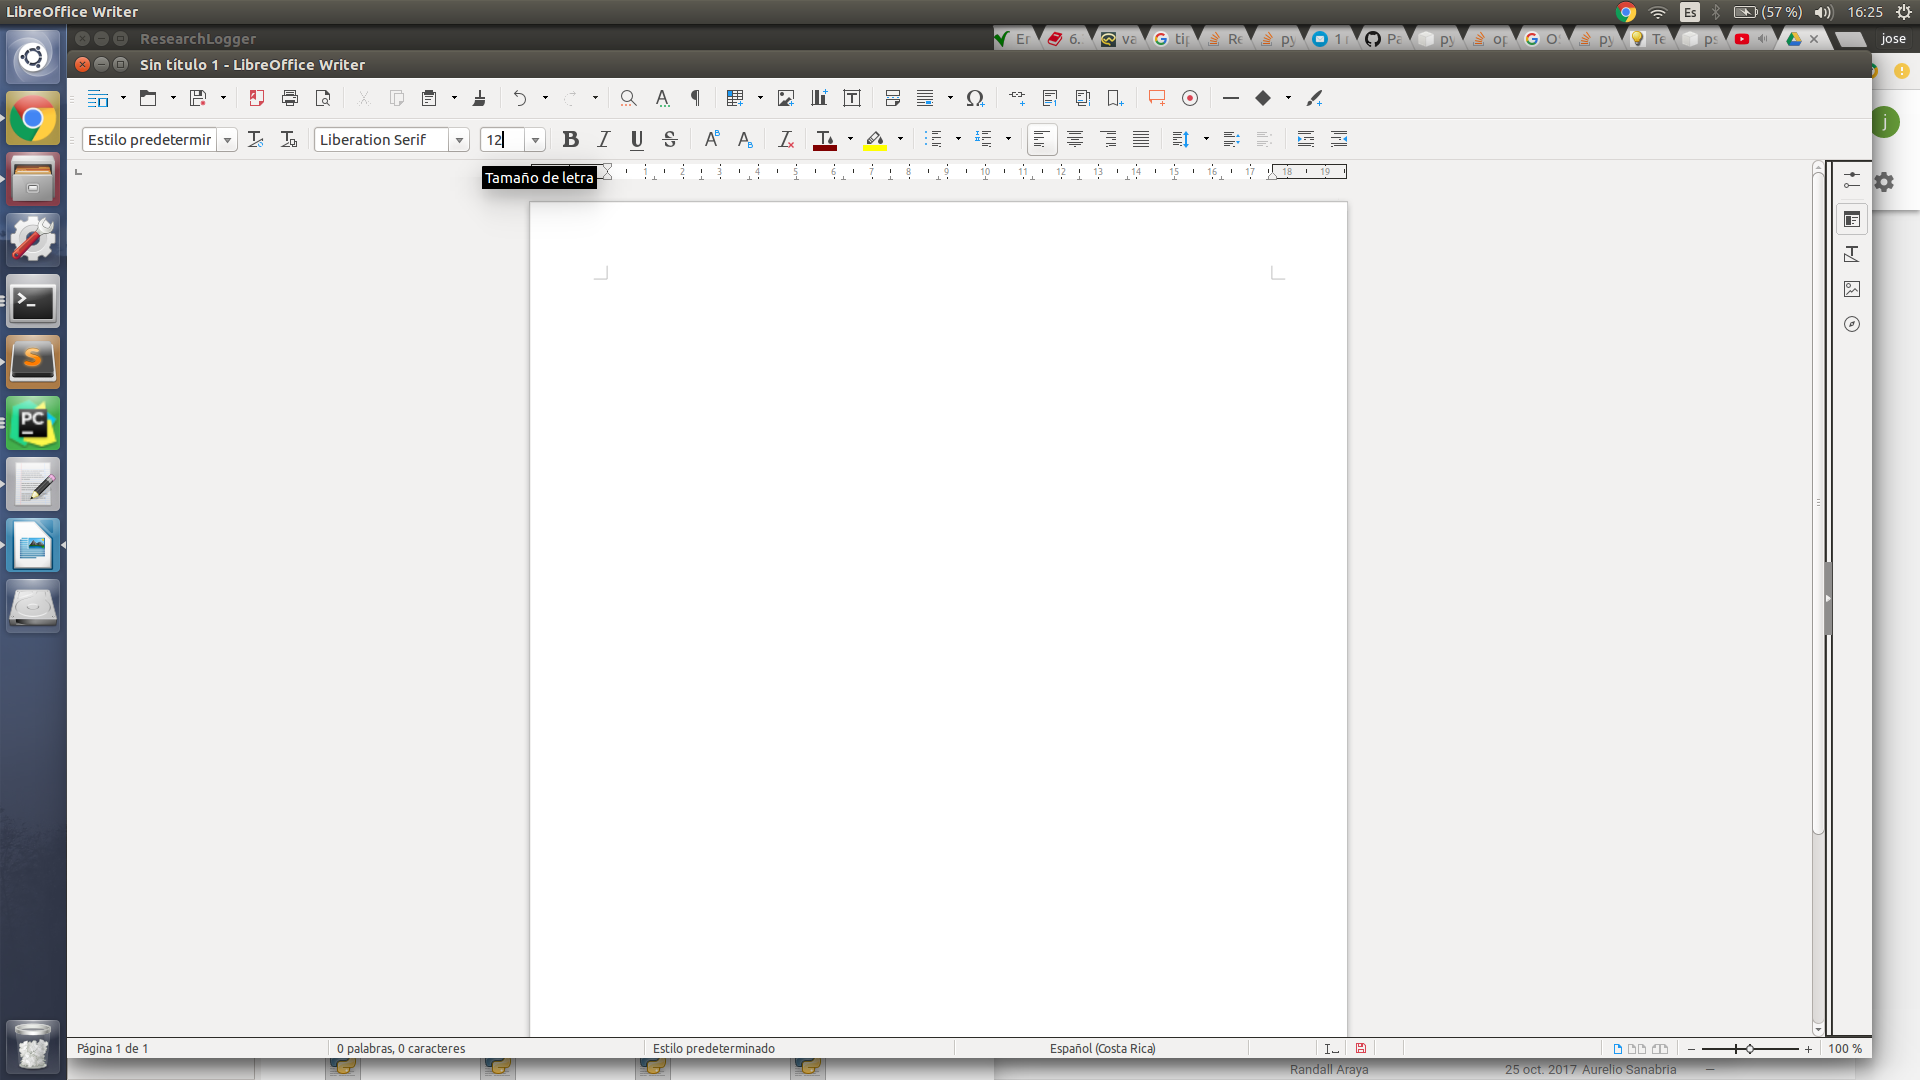 LibreOffice Writer
Es
(57 %)
16:25
ResearchLogger
Er
6.
va
tip
Re
py
1 r
Pa
py
op
O
py
Te
ps
jose
Sin título 1 - LibreOffice Writer
j
Estilo predetermir
Liberation Serif
12
Tamaño de letra
1 2 3 4 5 6 7 8 9 10 11 12 13 14 15 16 17 18 19
PC
Página 1 de 1
0 palabras, 0 caracteres
Estilo predeterminado
Español (Costa Rica)
100 %
Randall Araya
25 oct. 2017 Aurelio Sanabria
—